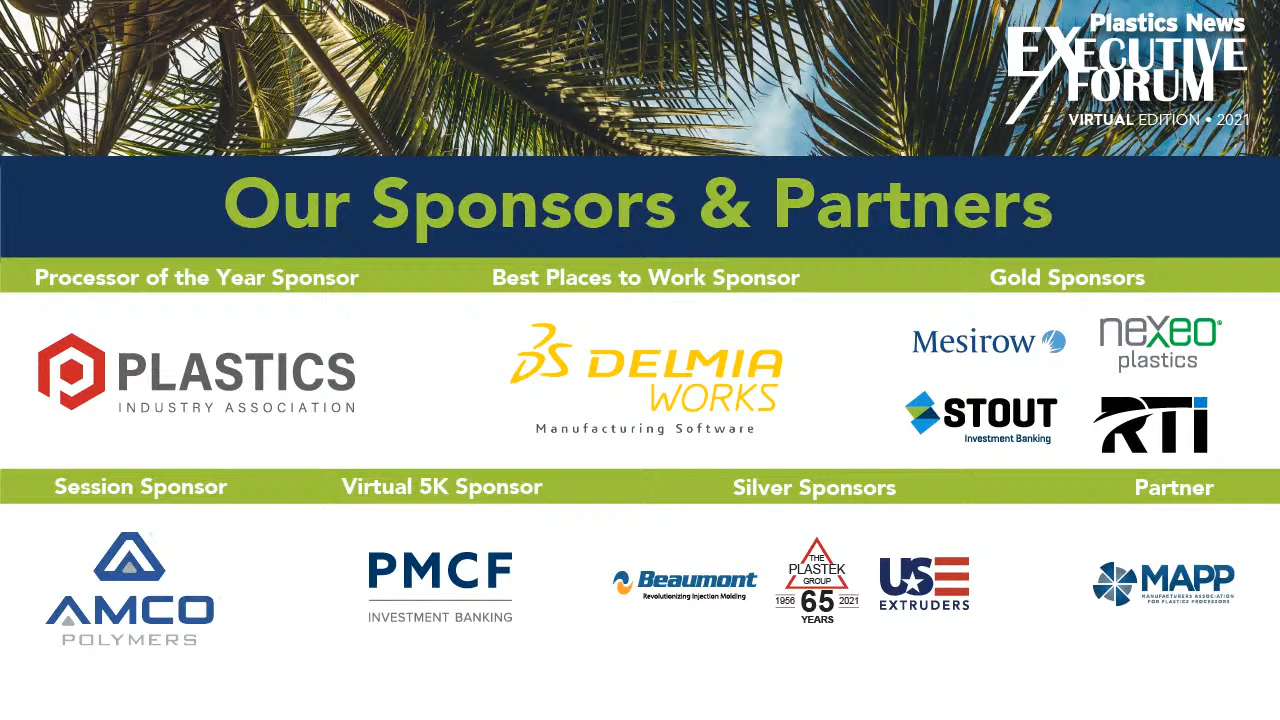 Plastics News
EXECUTIVE
FORUM
VIRTUAL EDITION • 2021
Our Sponsors & Partners
Processor of the Year Sponsor
Best Places to Work Sponsor
Gold Sponsors
PLASTICS
INDUSTRY ASSOCIATION
3DS DELMIA
WORKS
Manufacturing Software
Mesirow
nexeo®
plastics
STOUT
Investment Banking
RTi
Session Sponsor
Virtual 5K Sponsor
Silver Sponsors
Partner
AMCO
POLYMERS
PMCF
INVESTMENT BANKING
Beaumont
Revolutionizing Injection Molding
THE
PLASTEK
GROUP
1956 65 2021
YEARS
USE
EXTRUDERS
MAPP
MANUFACTURERS ASSOCIATION
FOR PLASTICS PROCESSORS